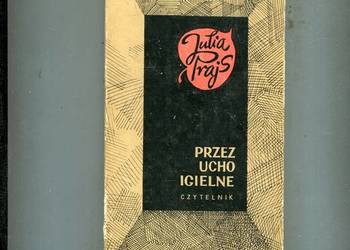 Julia
Prajs
PRZEZ
UCHO
IGIELNE
CZYTELNIK